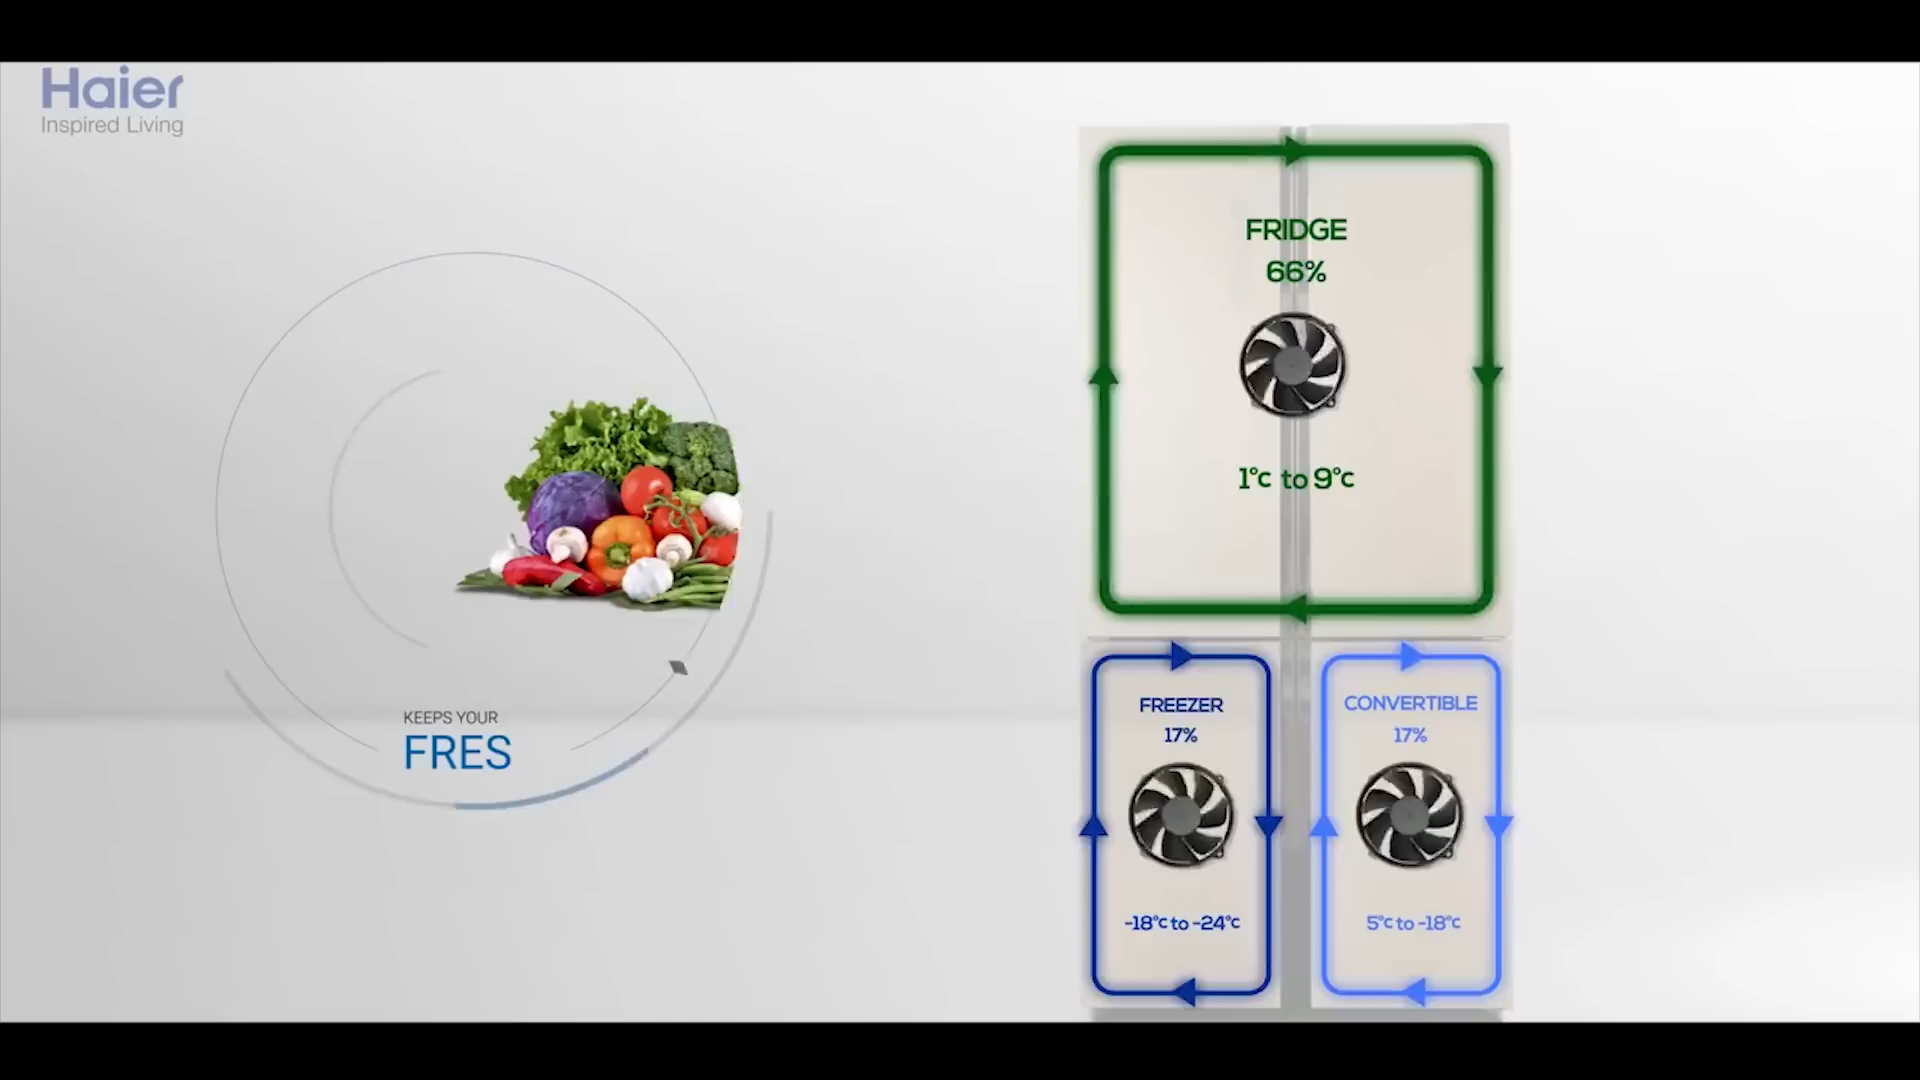 Haier
Inspired Living
KEEPS YOUR
FRES
FRIDGE
66%
1°c to 9°c
FREEZER
17%
-18°c to -24°c
CONVERTIBLE
17%
5°c to -18°c